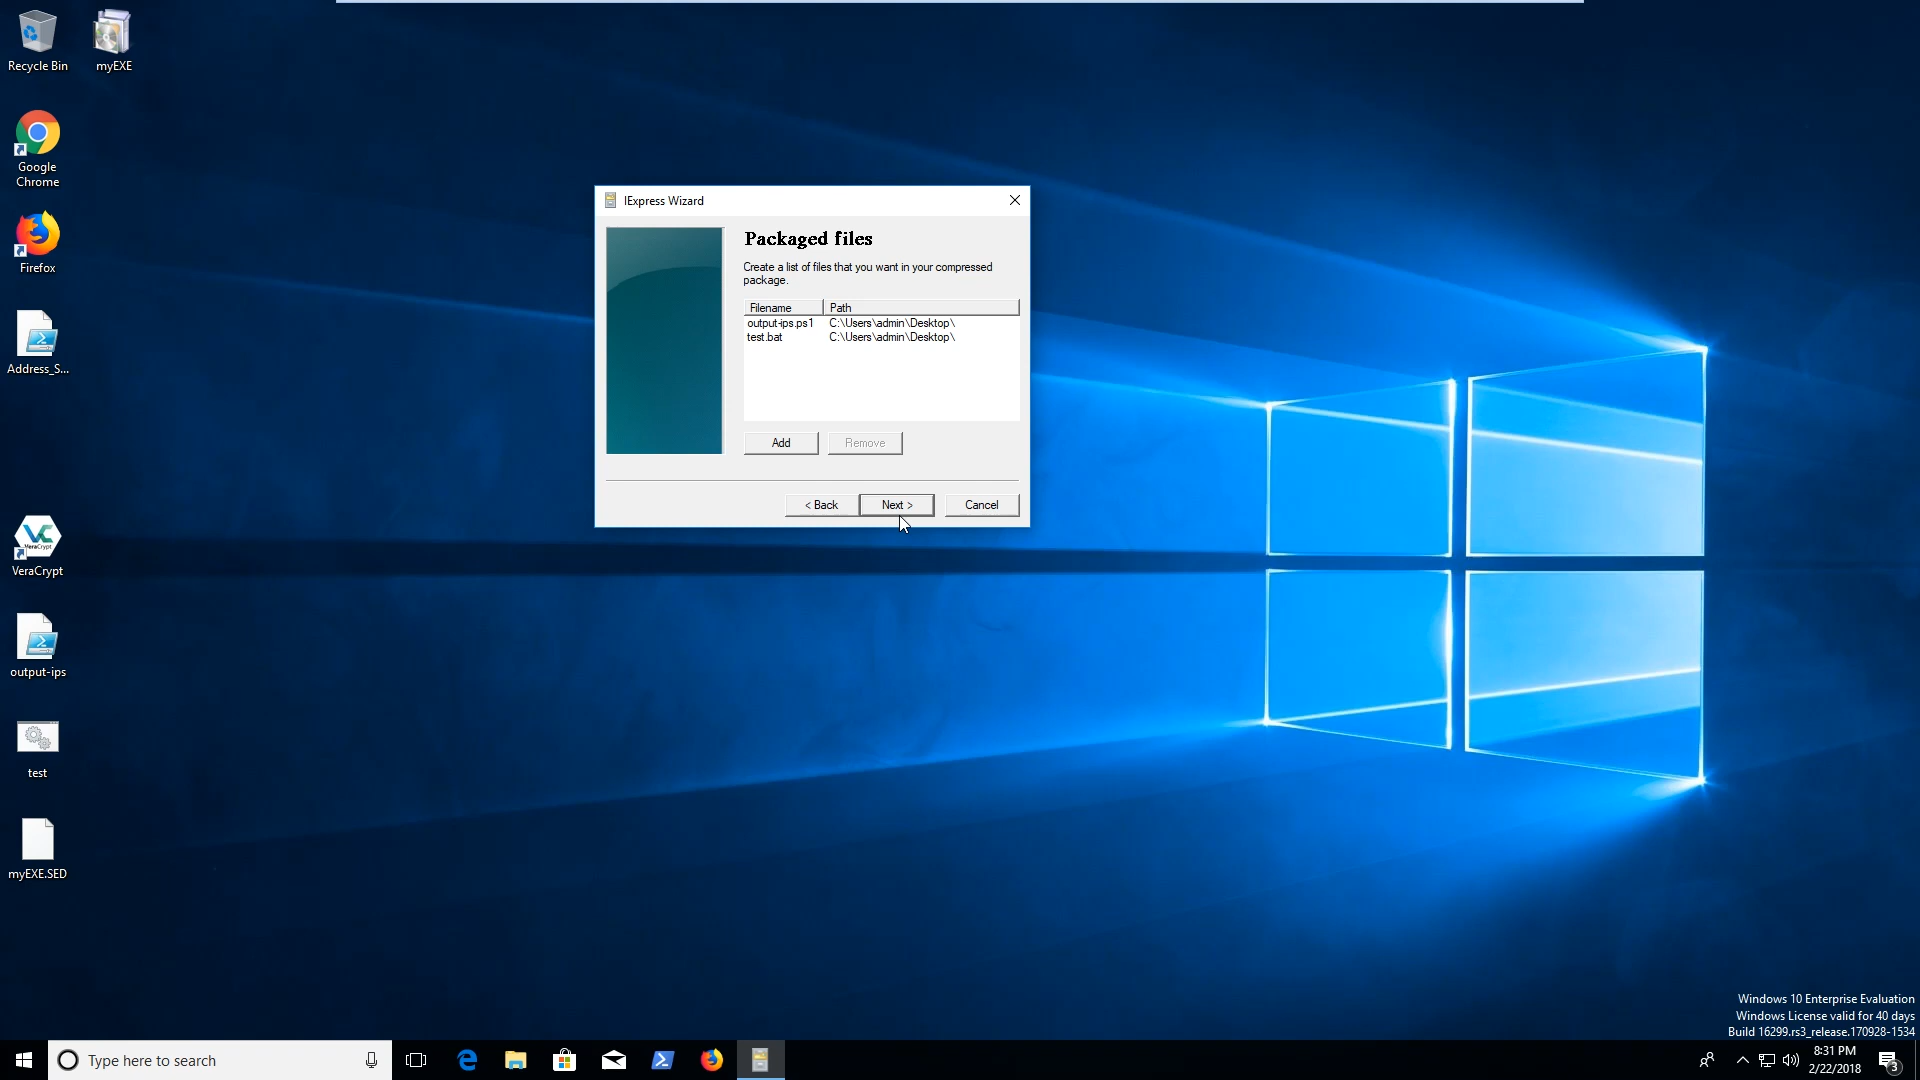 Recycle Bin
myEXE
Google
Chrome
Firefox
Address_S...
VeraCrypt
VeraCrypt
output-ips
test
myEXE.SED
IExpress Wizard
Packaged files
Create a list of files that you want in your compressed
package.
Filename Path
output-ips.ps1 C:\Users\admin\Desktop\
test.bat C:\Users\admin\Desktop\
Add Remove
< Back Next > Cancel
Windows 10 Enterprise Evaluation
Windows License valid for 40 days
Build 16299.rs3_release.170928-1534
Type here to search
8:31 PM
2/22/2018
3